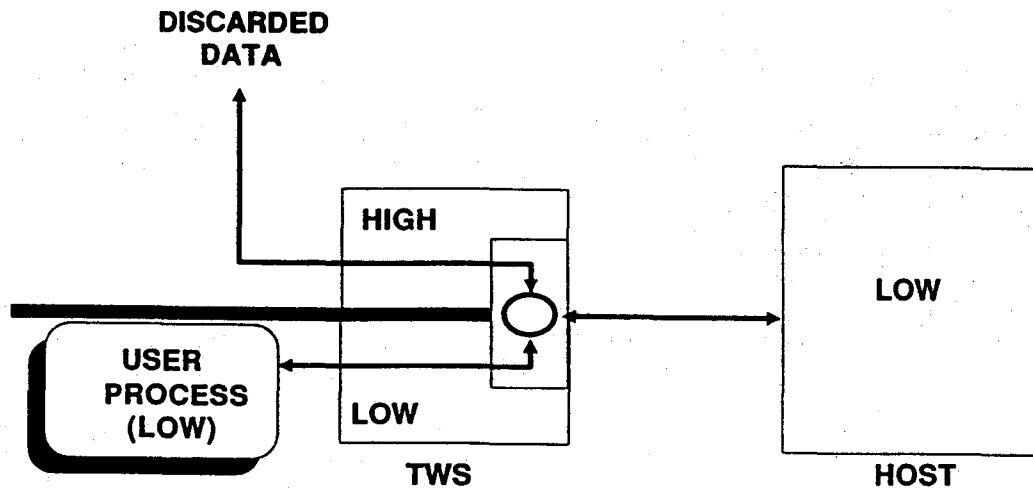 DISCARDED
DATA
HIGH
LOW
USER
PROCESS
(LOW)
LOW
TWS
HOST